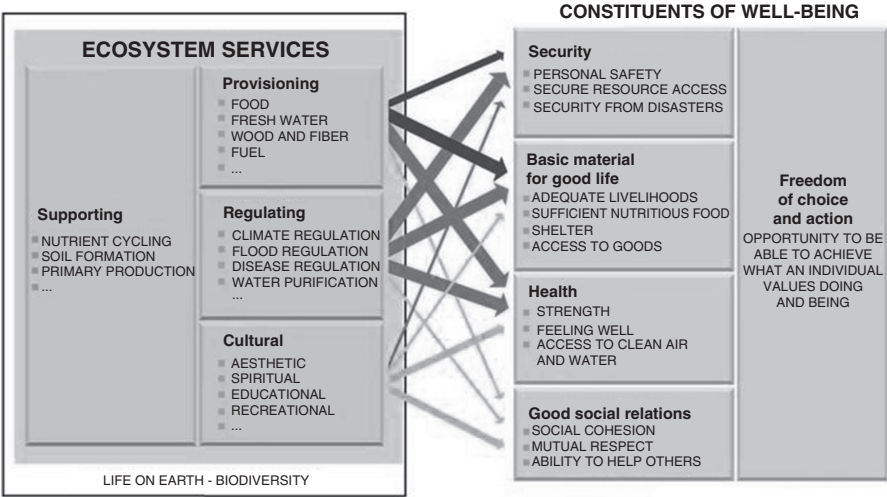 CONSTITUENTS OF WELL-BEING
ECOSYSTEM SERVICES
Supporting
NUTRIENT CYCLING
SOIL FORMATION
PRIMARY PRODUCTION
...
Provisioning
FOOD
FRESH WATER
WOOD AND FIBER
FUEL
...
Regulating
CLIMATE REGULATION
FLOOD REGULATION
DISEASE REGULATION
WATER PURIFICATION
...
Cultural
AESTHETIC
SPIRITUAL
EDUCATIONAL
RECREATIONAL
...
LIFE ON EARTH - BIODIVERSITY
Security
PERSONAL SAFETY
SECURE RESOURCE ACCESS
SECURITY FROM DISASTERS
Basic material
for good life
ADEQUATE LIVELIHOODS
SUFFICIENT NUTRITIOUS FOOD
SHELTER
ACCESS TO GOODS
Health
STRENGTH
FEELING WELL
ACCESS TO CLEAN AIR
AND WATER
Good social relations
SOCIAL COHESION
MUTUAL RESPECT
ABILITY TO HELP OTHERS
Freedom
of choice
and action
OPPORTUNITY TO BE
ABLE TO ACHIEVE
WHAT AN INDIVIDUAL
VALUES DOING
AND BEING